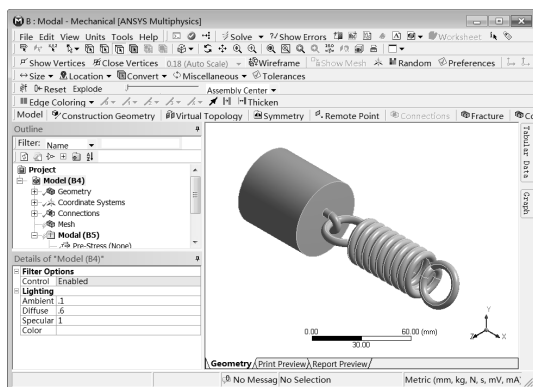 B : Modal - Mechanical [ANSYS Multiphysics]
File Edit View Units Tools Help Solve ▾ ?/ Show Errors Worksheet
Show Vertices Close Vertices 0.18 (Auto Scale) Wireframe Show Mesh Random Preferences
Size ▾ Location ▾ Convert ▾ Miscellaneous ▾ Tolerances
Reset Explode Assembly Center ▾
Edge Coloring ▾ Thicken
Model Construction Geometry Virtual Topology Symmetry Remote Point Connections Fracture Co
Outline
Filter: Name
Project
Model (B4)
Geometry
Coordinate Systems
Connections
Mesh
Modal (B5)
Pre-Stress (None)
Details of "Model (B4)"
Filter Options
Control Enabled
Lighting
Ambient .1
Diffuse .6
Specular 1
Color
0.00 60.00 (mm)
30.00
Y
Z X
Geometry Print Preview Report Preview
Tabular Data
Graph
No Messag No Selection Metric (mm, kg, N, s, mV, mA)